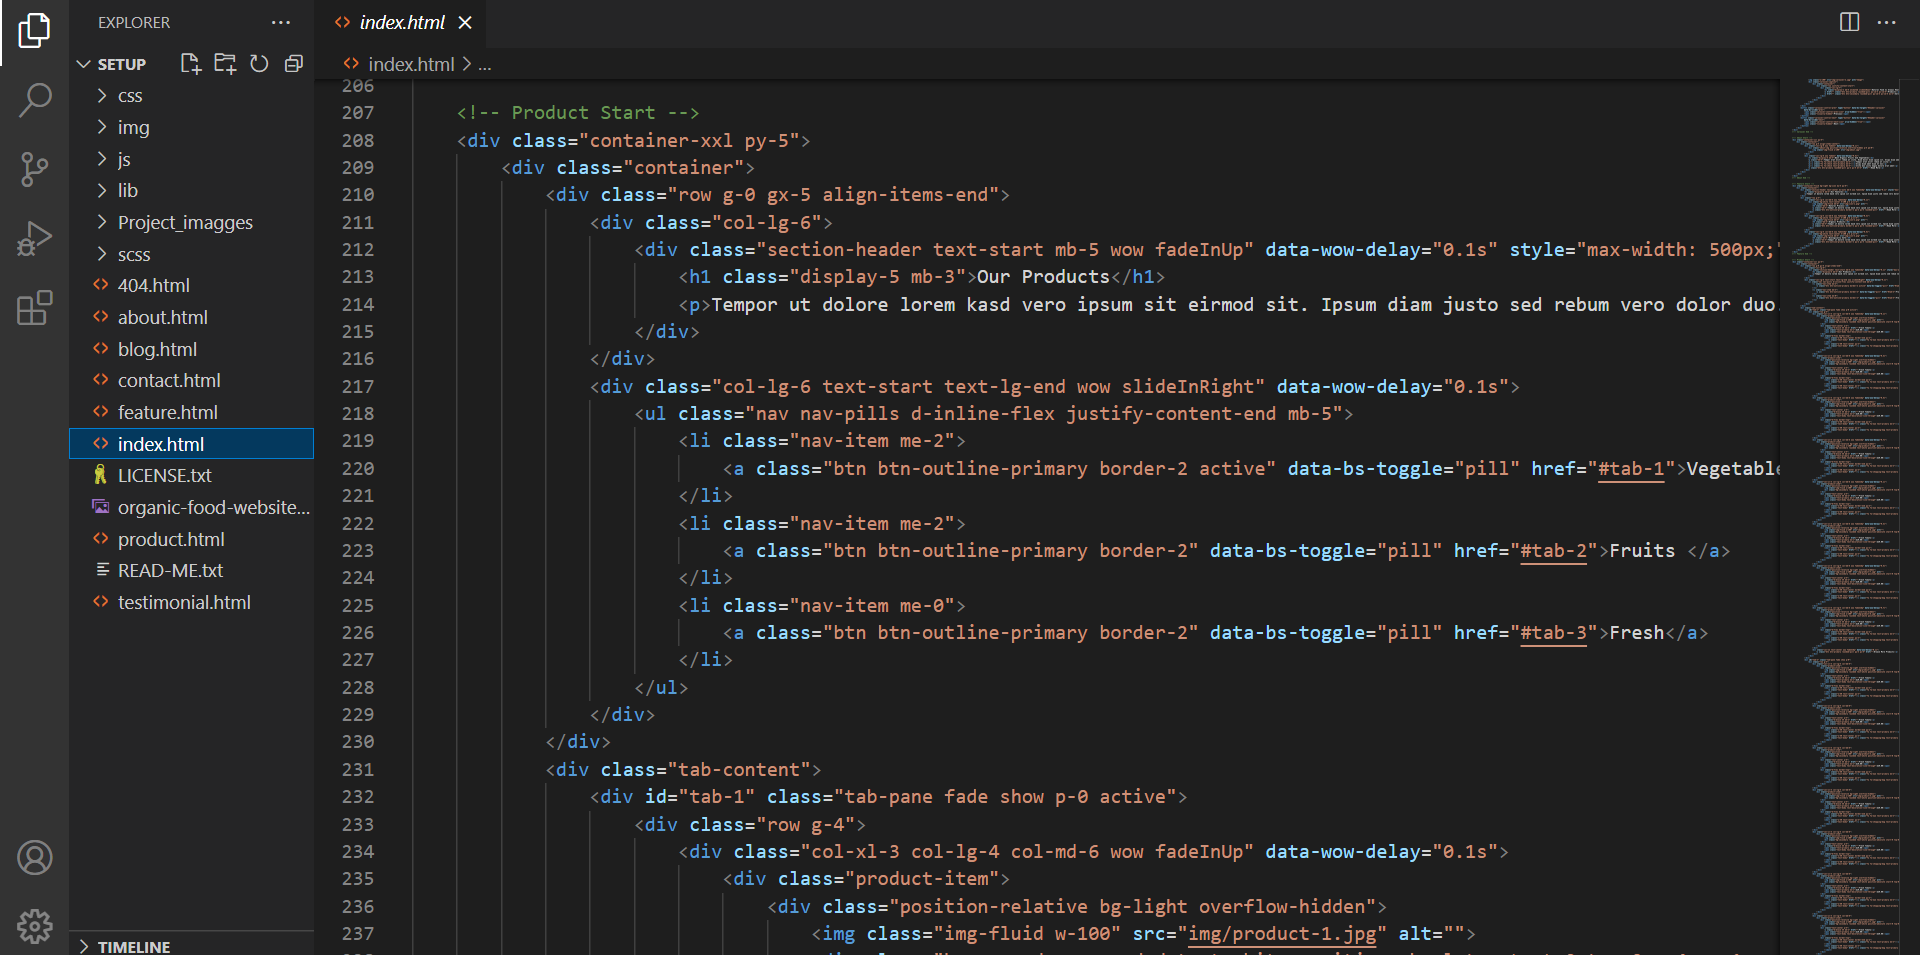 EXPLORER
SETUP
css
img
js
lib
Project_imagges
scss
404.html
about.html
blog.html
contact.html
feature.html
index.html
LICENSE.txt
organic-food-website...
product.html
READ-ME.txt
testimonial.html
TIMELINE
index.html
index.html > ...
206
207 <!-- Product Start -->
208 <div class="container-xxl py-5">
209 <div class="container">
210 <div class="row g-0 gx-5 align-items-end">
211 <div class="col-lg-6">
212 <div class="section-header text-start mb-5 wow fadeInUp" data-wow-delay="0.1s" style="max-width: 500px;"
213 <h1 class="display-5 mb-3">Our Products</h1>
214 <p>Tempor ut dolore lorem kasd vero ipsum sit eirmod sit. Ipsum diam justo sed rebum vero dolor duo.
215 </div>
216 </div>
217 <div class="col-lg-6 text-start text-lg-end wow slideInRight" data-wow-delay="0.1s">
218 <ul class="nav nav-pills d-inline-flex justify-content-end mb-5">
219 <li class="nav-item me-2">
220 <a class="btn btn-outline-primary border-2 active" data-bs-toggle="pill" href="#tab-1">Vegetable
221 </li>
222 <li class="nav-item me-2">
223 <a class="btn btn-outline-primary border-2" data-bs-toggle="pill" href="#tab-2">Fruits </a>
224 </li>
225 <li class="nav-item me-0">
226 <a class="btn btn-outline-primary border-2" data-bs-toggle="pill" href="#tab-3">Fresh</a>
227 </li>
228 </ul>
229 </div>
230 </div>
231 <div class="tab-content">
232 <div id="tab-1" class="tab-pane fade show p-0 active">
233 <div class="row g-4">
234 <div class="col-xl-3 col-lg-4 col-md-6 wow fadeInUp" data-wow-delay="0.1s">
235 <div class="product-item">
236 <div class="position-relative bg-light overflow-hidden">
237 <img class="img-fluid w-100" src="img/product-1.jpg" alt="">